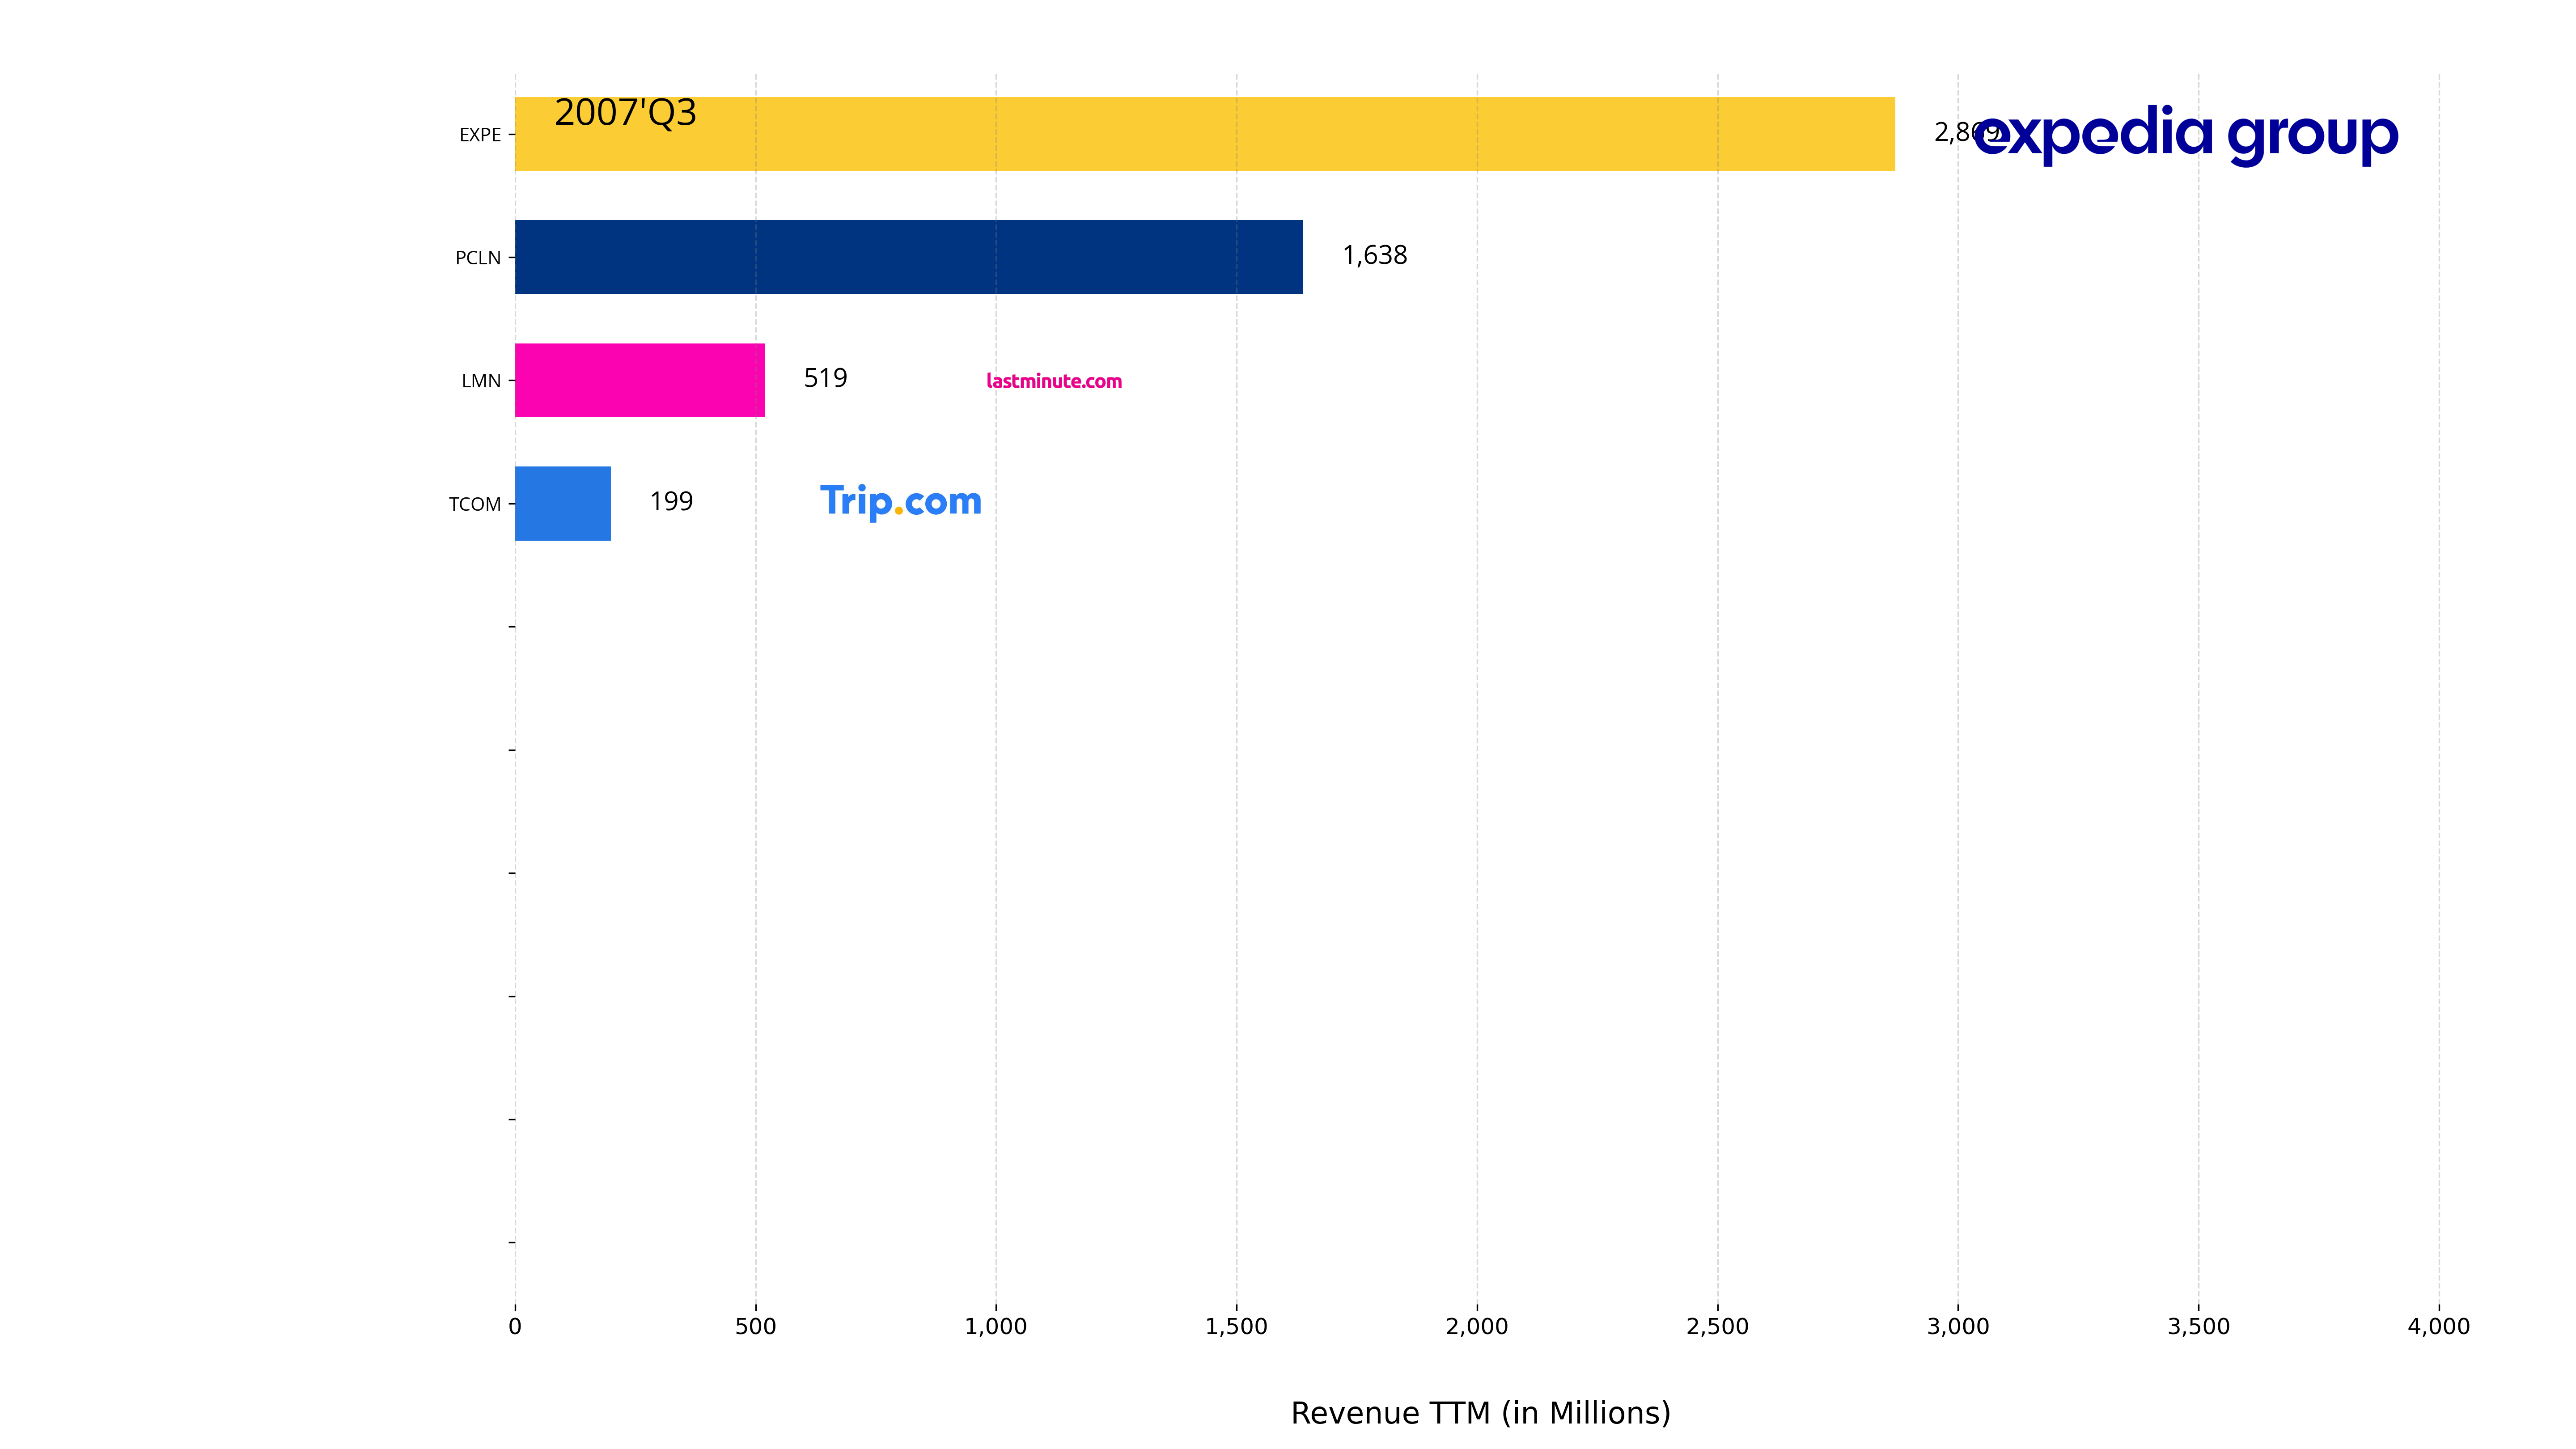 2007'Q3
EXPE 2,869 expedia group
PCLN 1,638
LMN 519 lastminute.com
TCOM 199 Trip.com
0 500 1,000 1,500 2,000 2,500 3,000 3,500 4,000
Revenue TTM (in Millions)